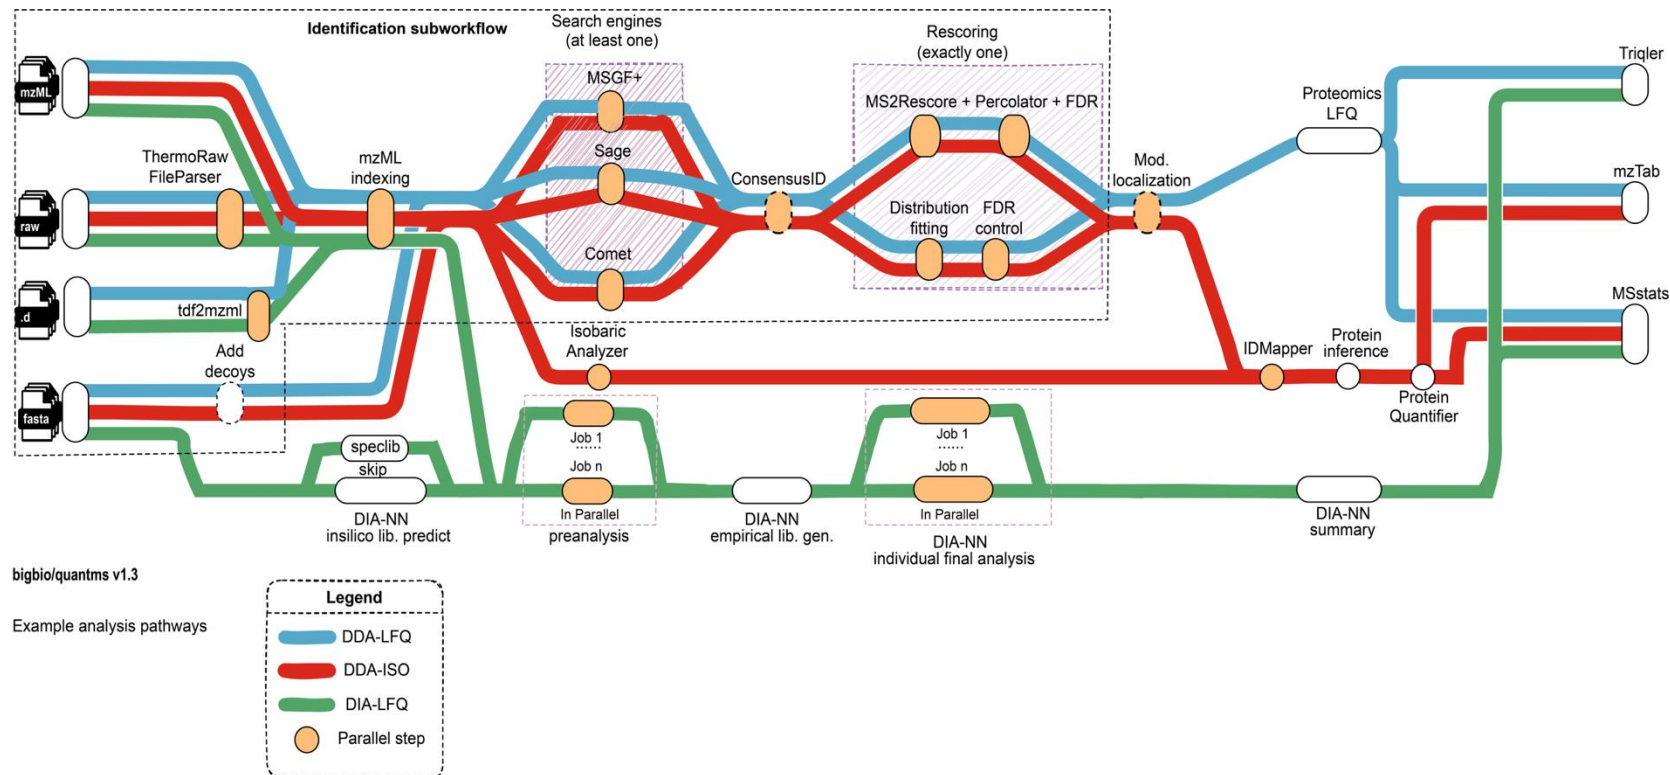 Identification subworkflow
Search engines
(at least one)
Rescoring
(exactly one)
Triqler
mzML
MSGF+
MS2Rescore + Percolator + FDR
Proteomics
LFQ
ThermoRaw
FileParser
mzML
indexing
Sage
ConsensusID
Mod.
localization
mzTab
raw
Distribution
fitting
FDR
control
Comet
.d
tdf2mzml
MSstats
Add
decoys
Isobaric
Analyzer
IDMapper
Protein
inference
fasta
Protein
Quantifier
speclib
skip
Job 1
......
Job n
In Parallel
Job 1
......
Job n
In Parallel
DIA-NN
insilico lib. predict
preanalysis
DIA-NN
empirical lib. gen.
DIA-NN
individual final analysis
DIA-NN
summary
bigbio/quantms v1.3
Example analysis pathways
Legend
DDA-LFQ
DDA-ISO
DIA-LFQ
Parallel step